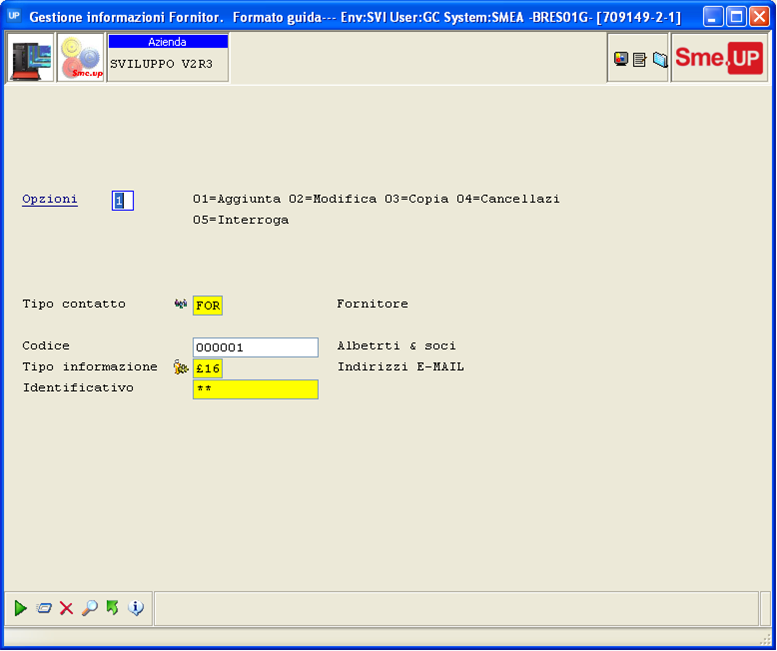 UP Gestione informazioni Fornitor. Formato guida--- Env:SVI User:GC System:SMEA -BRES01G- [709149-2-1]
Sme.up
Azienda
SVILUPPO V2R3
Sme.UP
Opzioni 1 01=Aggiunta 02=Modifica 03=Copia 04=Cancellazi
05=Interroga
Tipo contatto FOR Fornitore
Codice 000001 Albetrti & soci
Tipo informazione £16 Indirizzi E-MAIL
Identificativo **